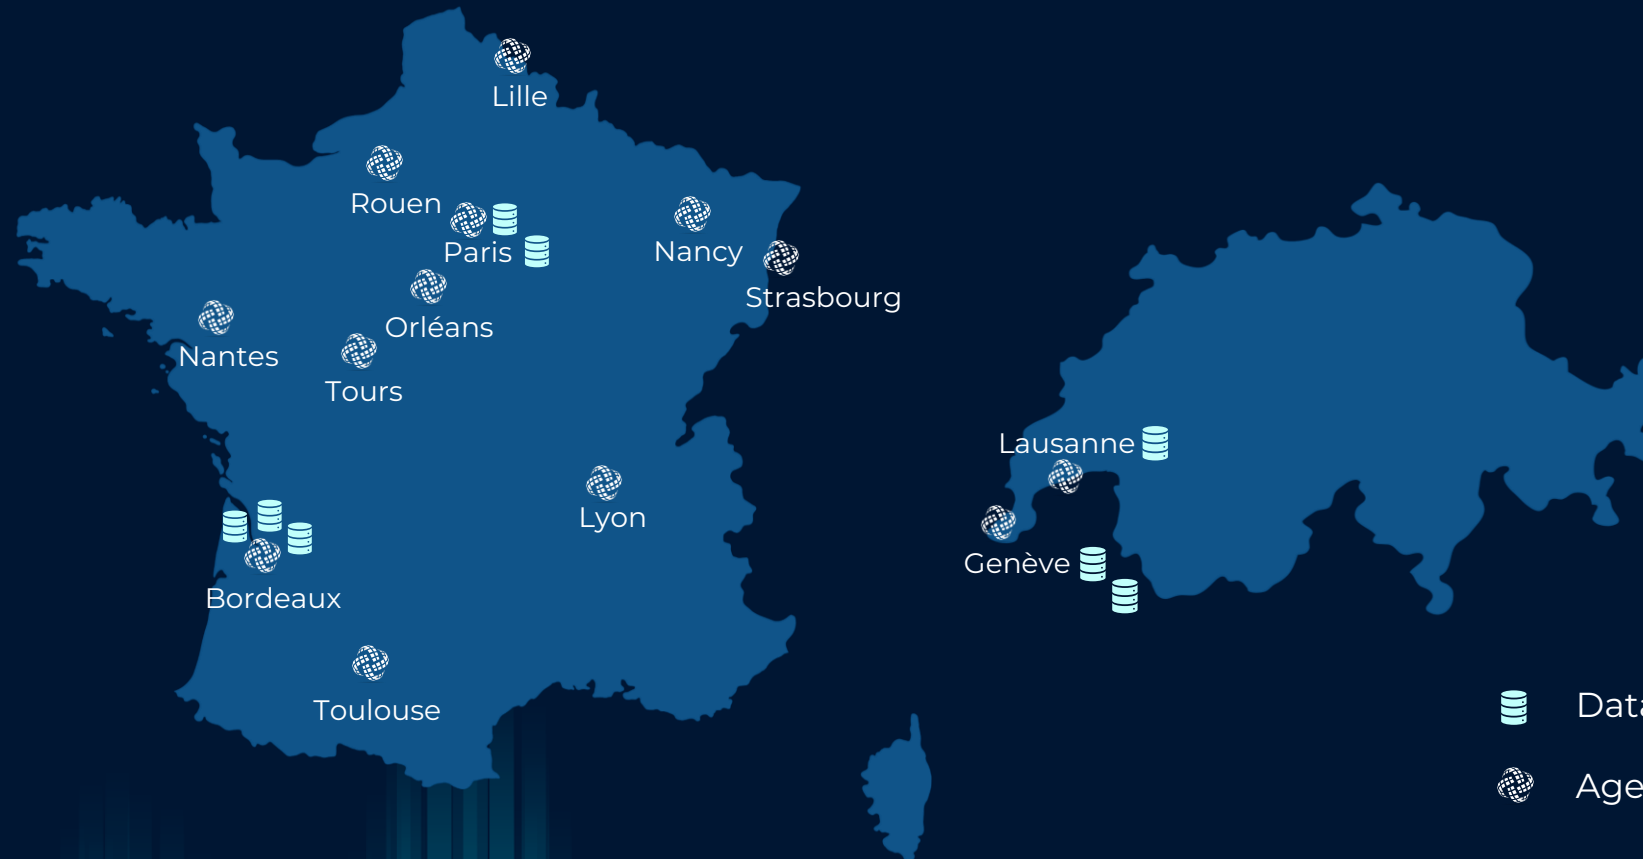 Lille
Rouen
Paris
Nancy
Strasbourg
Orléans
Nantes
Tours
Lausanne
Lyon
Genève
Bordeaux
Toulouse